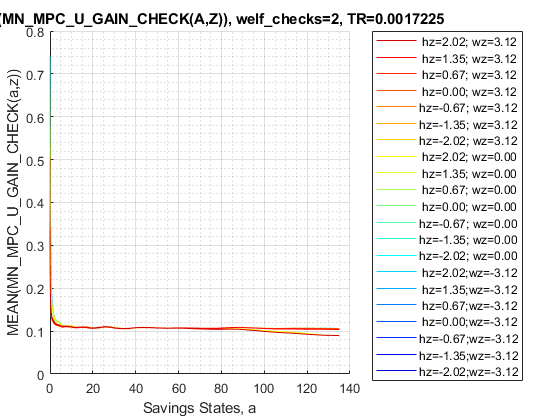 (MN_MPC_U_GAIN_CHECK(A,Z)), welf_checks=2, TR=0.0017225
MEAN(MN_MPC_U_GAIN_CHECK(a,z))
0.8
0.7
0.6
0.5
0.4
0.3
0.2
0.1
0
0 20 40 60 80 100 120 140
Savings States, a
hz=2.02; wz=3.12
hz=1.35; wz=3.12
hz=0.67; wz=3.12
hz=0.00; wz=3.12
hz=-0.67; wz=3.12
hz=-1.35; wz=3.12
hz=-2.02; wz=3.12
hz=2.02; wz=0.00
hz=1.35; wz=0.00
hz=0.67; wz=0.00
hz=0.00; wz=0.00
hz=-0.67; wz=0.00
hz=-1.35; wz=0.00
hz=-2.02; wz=0.00
hz=2.02;wz=-3.12
hz=1.35;wz=-3.12
hz=0.67;wz=-3.12
hz=0.00;wz=-3.12
hz=-0.67;wz=-3.12
hz=-1.35;wz=-3.12
hz=-2.02;wz=-3.12